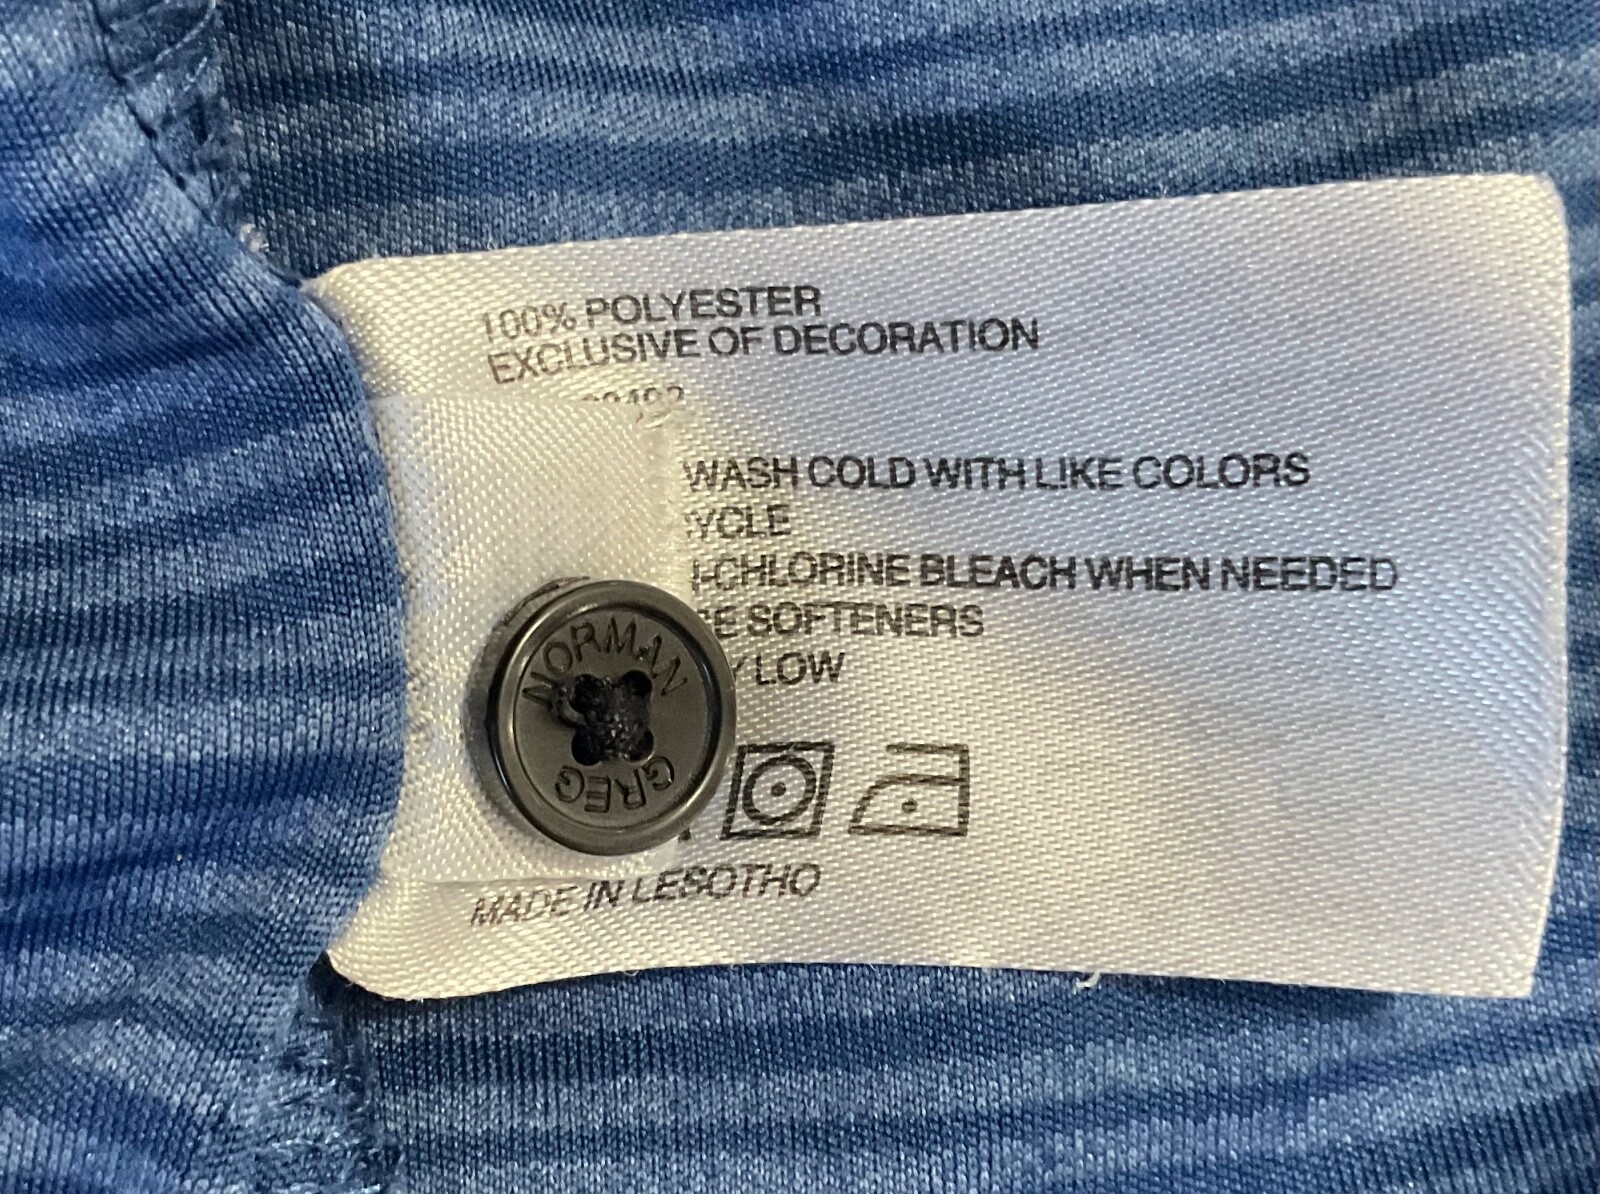 100% POLYESTER
EXCLUSIVE OF DECORATION
WASH COLD WITH LIKE COLORS
YCLE
-CHLORINE BLEACH WHEN NEEDED
E SOFTENERS
LOW
NORMAN
GREG
MADE IN LESOTHO